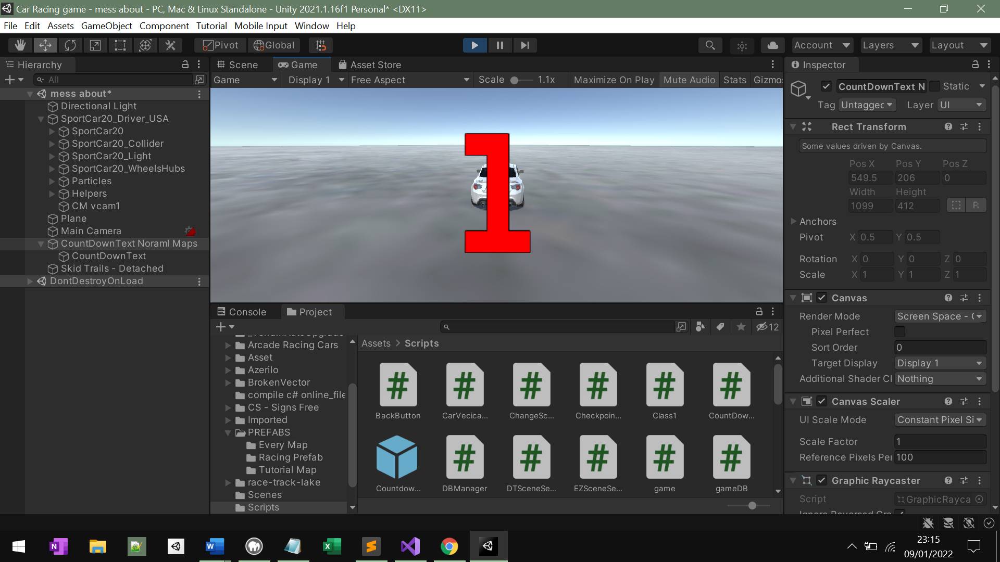 Car Racing game - mess about - PC, Mac & Linux Standalone - Unity 2021.1.16f1 Personal* <DX11>
File Edit Assets GameObject Component Tutorial Mobile Input Window Help
Pivot Global
Account Layers Layout
Hierarchy
All
mess about*
Directional Light
SportCar20_Driver_USA
SportCar20
SportCar20_Collider
SportCar20_Light
SportCar20_WheelsHubs
Particles
Helpers
CM vcam1
Plane
Main Camera
CountDownText Noraml Maps
CountDownText
Skid Trails - Detached
DontDestroyOnLoad
Scene Game Asset Store
Game Display 1 Free Aspect Scale 1.1x Maximize On Play Mute Audio Stats Gizmos
1
Console Project
12
Arcade Racing Cars
Asset
Azerilo
BrokenVector
compile c# online_file
CS - Signs Free
Imported
PREFABS
Every Map
Racing Prefab
Tutorial Map
race-track-lake
Scenes
Scripts
Assets > Scripts
# # # # # #
BackButton CarVecica... ChangeSc... Checkpoin... Class1 CountDow...
# # # # #
Countdow... DBManager DTSceneSe... EZSceneSe... game gameDB
Inspector
CountDownText N Static
Tag Untagged Layer UI
Rect Transform
Some values driven by Canvas.
Pos X Pos Y Pos Z
549.5 206 0
Width Height
1099 412 R
Anchors
Pivot X 0.5 Y 0.5
Rotation X 0 Y 0 Z 0
Scale X 1 Y 1 Z 1
Canvas
Render Mode Screen Space - (
Pixel Perfect
Sort Order 0
Target Display Display 1
Additional Shader Cl Nothing
Canvas Scaler
UI Scale Mode Constant Pixel Si
Scale Factor 1
Reference Pixels Per 100
Graphic Raycaster
Script GraphicRayca
N W X
23:15
09/01/2022